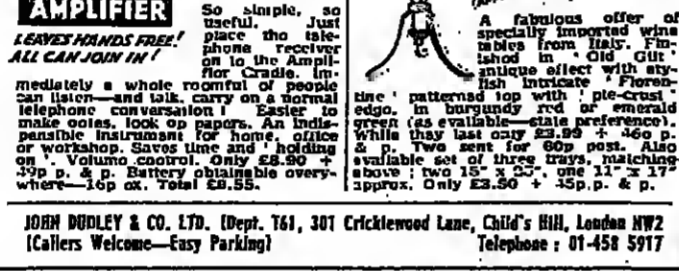 AMPLIFIER
LEAVES HANDS FREE!
ALL CAN JOIN IN!
So simple, so
useful. Just
place the tele-
phone receiver
on to the Ampli-
fier Cradle. Im-
mediately a whole roomful of people
can listen—and talk, carry on a normal
telephone conversation! Easier to
make notes, look up papers. An indis-
pensible instrument for home, office
or workshop. Saves time and 'holding
on'. Volume control. Only £8.90 +
49p p. & p. Battery obtainable every-
where—16p ex. Total £9.55.
A fabulous offer of
specially imported wine
tables from Italy. Fin-
ished in 'Old Gilt'
antique effect with sty-
lish intricate 'Floren-
tine' patterned top with 'pie-crust'
edge. In burgundy red or emerald
green (as available—state preference).
While they last only £3.99 + 46p p.
& p. Two sent for 60p post. Also
available set of three trays, matching
above: two 15" x one 11" x 17"
approx. Only £3.50 + 45p p. & p.
JOHN DUDLEY & CO. LTD. (Dept. T61, 301 Cricklewood Lane, Child's Hill, London NW2
(Callers Welcome—Easy Parking) Telephone: 01-458 5917